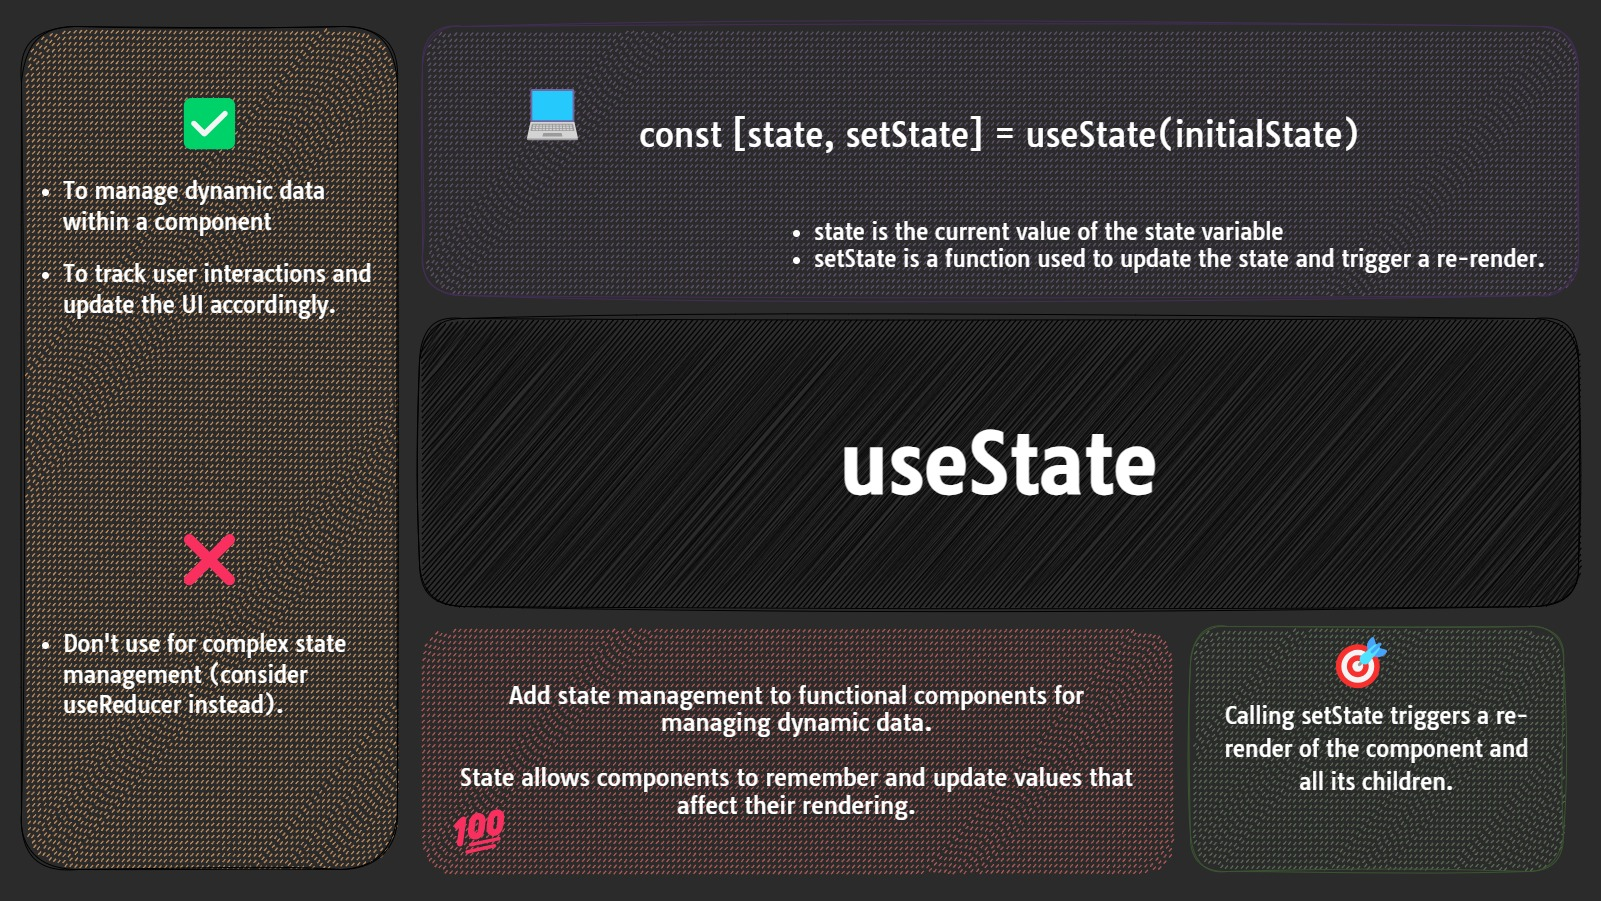 To manage dynamic data
within a component
To track user interactions and
update the UI accordingly.
Don't use for complex state
management (consider
useReducer instead).
const [state, setState] = useState(initialState)
state is the current value of the state variable
setState is a function used to update the state and trigger a re-render.
useState
Add state management to functional components for
managing dynamic data.
State allows components to remember and update values that
affect their rendering.
100
Calling setState triggers a re-
render of the component and
all its children.